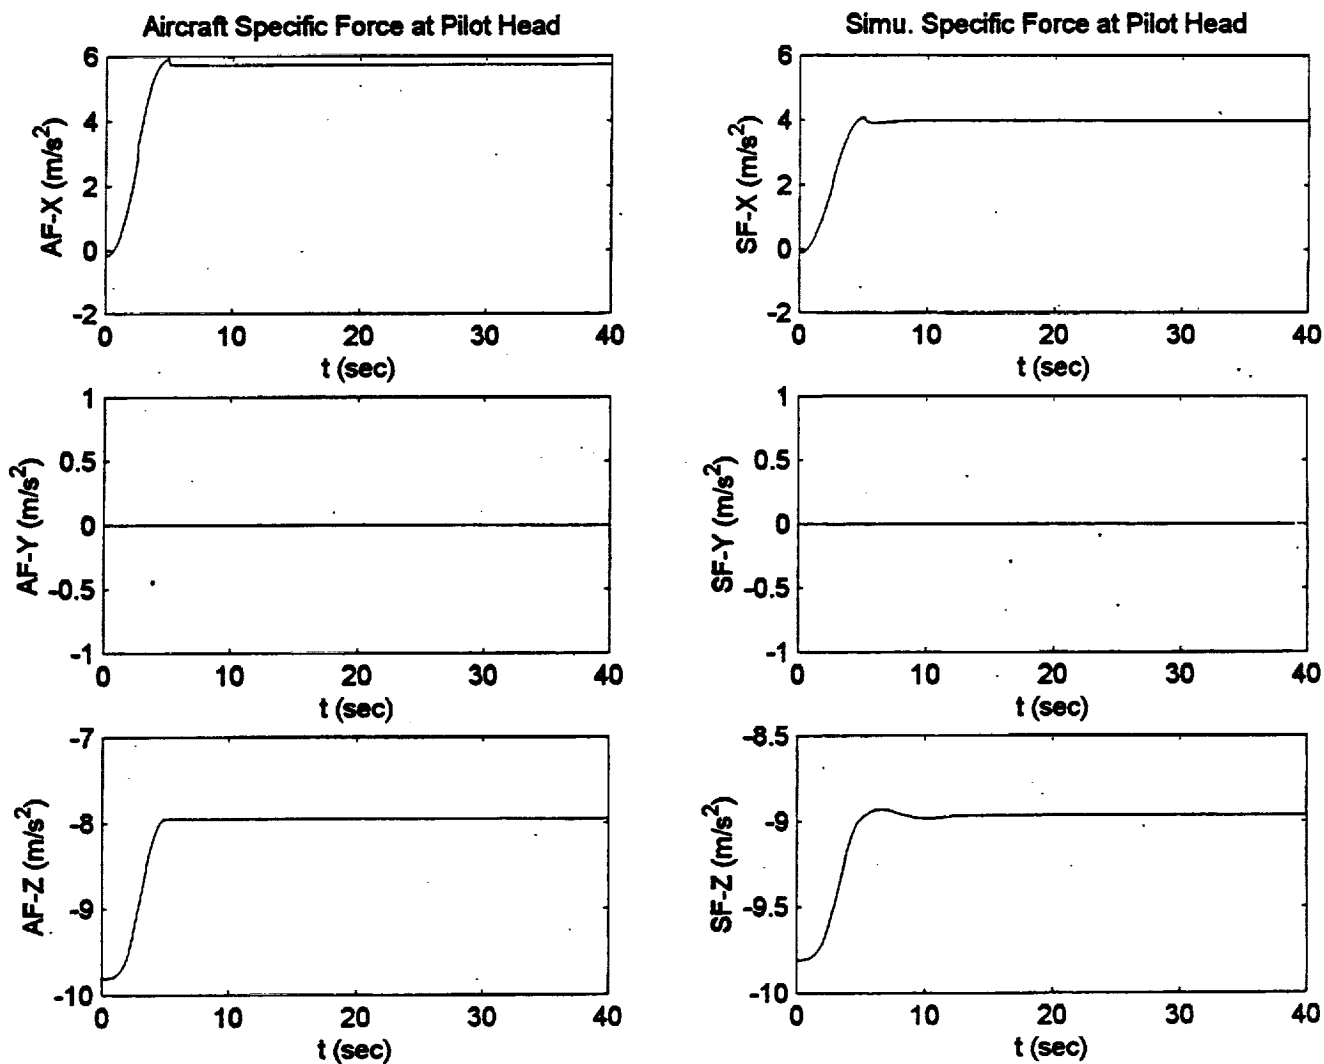 Aircraft Specific Force at Pilot Head
6
4
2
0
-2
AF-X (m/s²)
0 10 20 30 40
t (sec)
Simu. Specific Force at Pilot Head
6
4
2
0
-2
SF-X (m/s²)
0 10 20 30 40
t (sec)
1
0.5
0
-0.5
-1
AF-Y (m/s²)
0 10 20 30 40
t (sec)
1
0.5
0
-0.5
-1
SF-Y (m/s²)
0 10 20 30 40
t (sec)
-7
-8
-9
-10
AF-Z (m/s²)
0 10 20 30 40
t (sec)
-8.5
-9
-9.5
-10
SF-Z (m/s²)
0 10 20 30 40
t (sec)